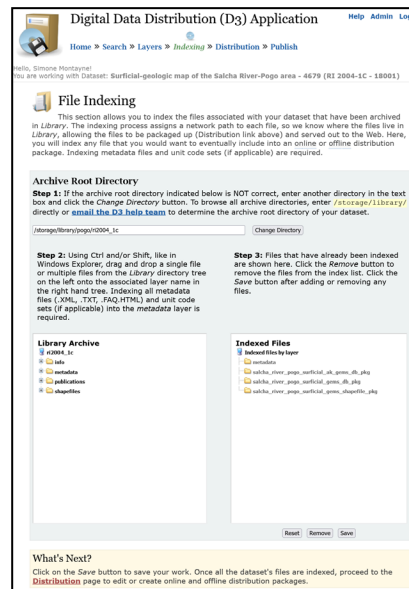 Digital Data Distribution (D3) Application
Help Admin Log
Home » Search » Layers » Indexing » Distribution » Publish
Hello, Simone Montayne!
You are working with Dataset: Surficial-geologic map of the Salcha River-Pogo area - 4679 (RI 2004-1C - 18001)
File Indexing
This section allows you to index the files associated with your dataset that have been archived
in Library. The indexing process assigns a network path to each file, so we know where the files live in
Library, allowing the files to be packaged up (Distribution link above) and served out to the Web. Here,
you will index any file that you would want to eventually include into an online or offline distribution
package. Indexing metadata files and unit code sets (if applicable) are required.
Archive Root Directory
Step 1: If the archive root directory indicated below is NOT correct, enter another directory in the text
box and click the Change Directory button. To browse all archive directories, enter /storage/library/
directly or email the D3 help team to determine the archive root directory of your dataset.
/storage/library/pogo/ri2004_1c
Change Directory
Step 2: Using Ctrl and/or Shift, like in
Windows Explorer, drag and drop a single file
or multiple files from the Library directory tree
on the left onto the associated layer name in
the right hand tree. Indexing all metadata
files (.XML, .TXT, .FAQ.HTML) and unit code
sets (if applicable) into the metadata layer is
required.
Step 3: Files that have already been indexed
are shown here. Click the Remove button to
remove the files from the index list. Click the
Save button after adding or removing any
files.
Library Archive
ri2004_1c
info
metadata
publications
shapefiles
Indexed Files
Indexed files by layer
metadata
salcha_river_pogo_surficial_ak_gems_db_pkg
salcha_river_pogo_surficial_gems_db_pkg
salcha_river_pogo_surficial_gems_shapefile_pkg
Reset Remove Save
What's Next?
Click on the Save button to save your work. Once all the dataset's files are indexed, proceed to the
Distribution page to edit or create online and offline distribution packages.